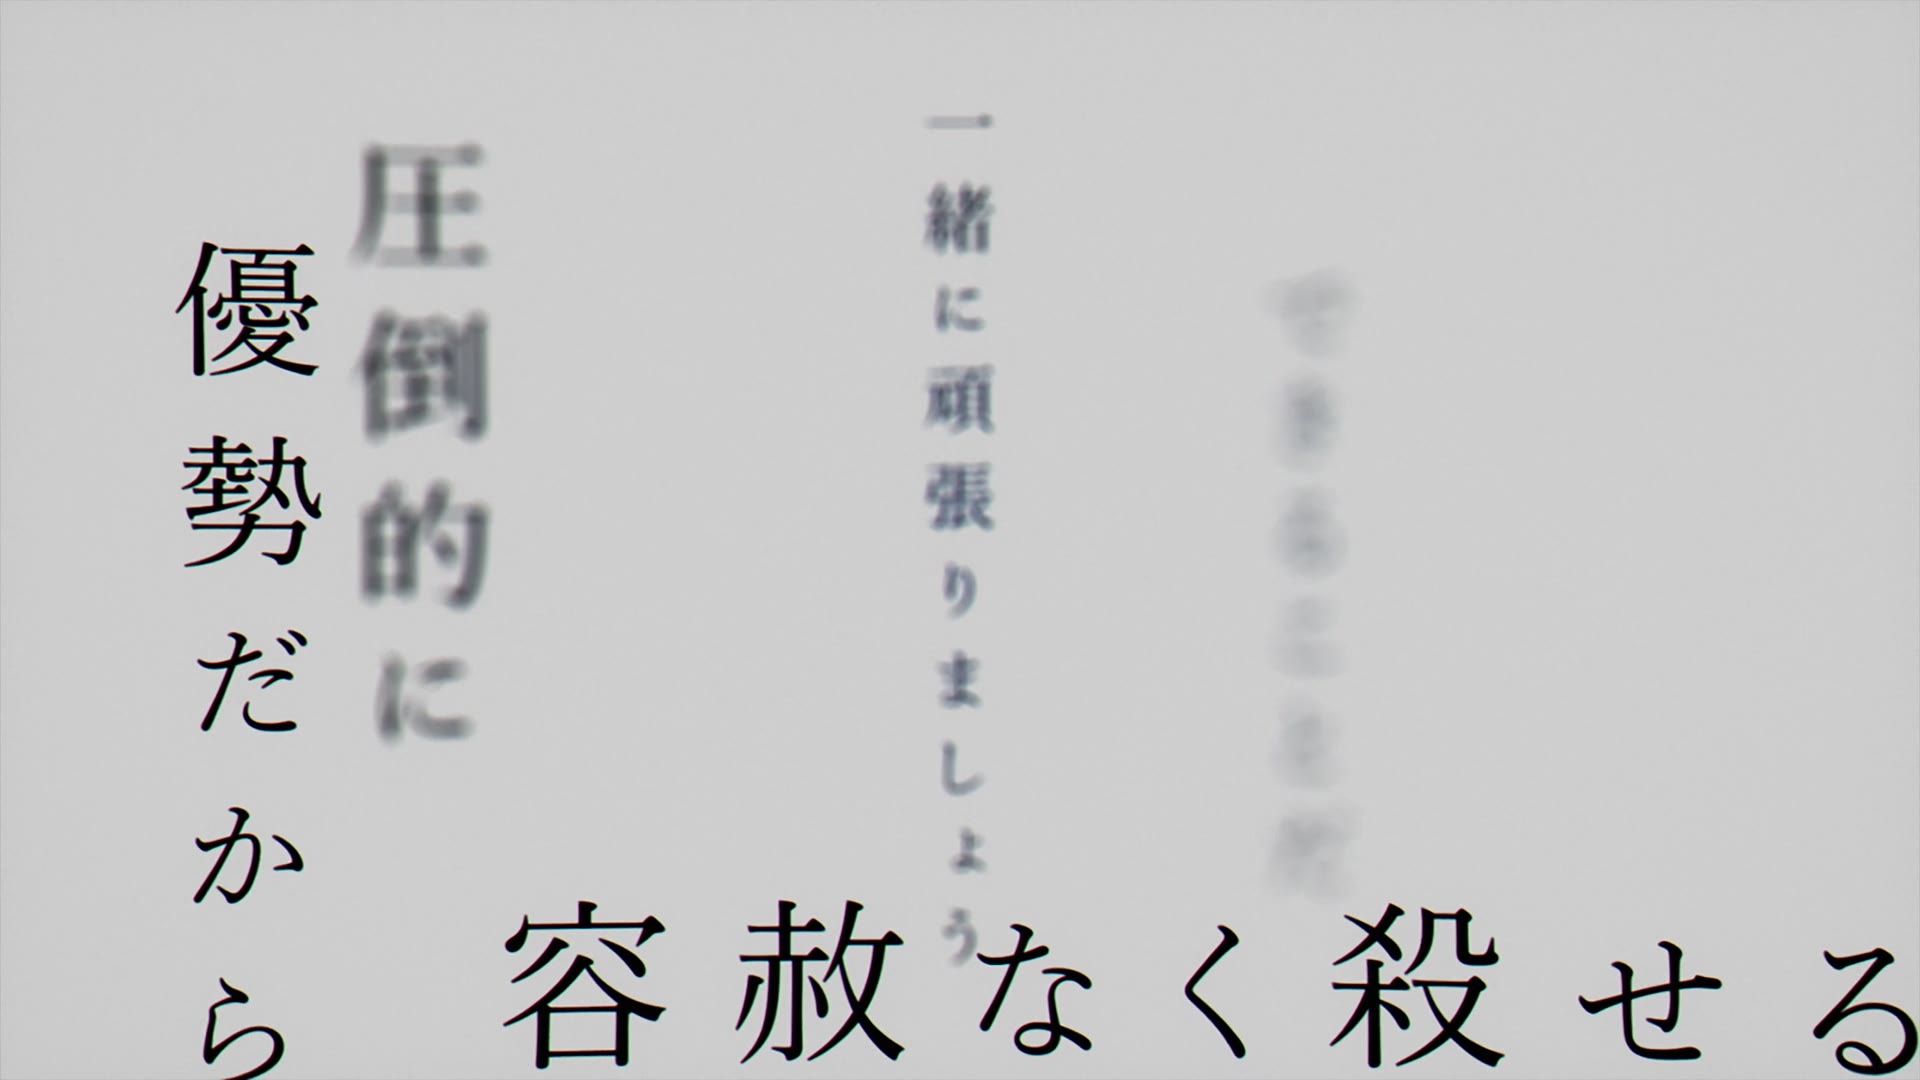 一緒に頑張りましょう
圧倒的に
優勢だから
容赦なく殺せる